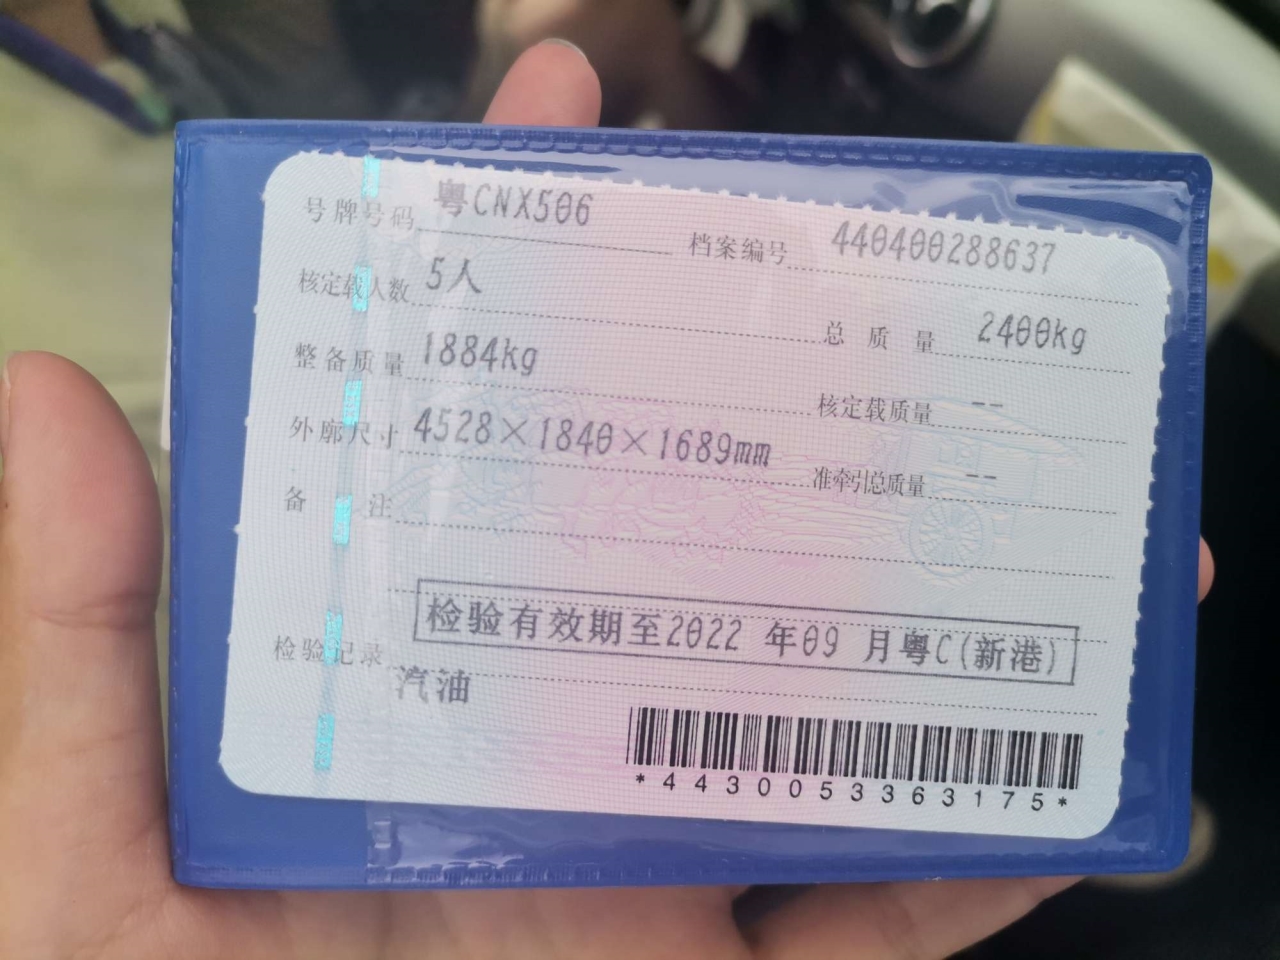 号牌号码 粤CNX506 档案编号 440400288637
核定载人数 5人 总质量 2400kg
整备质量 1884kg 核定载质量 --
外廓尺寸 4528×1840×1689mm 准牵引总质量 --
备注
检验有效期至2022 年09 月粤C(新港)
检验记录
汽油
*4430053363175*